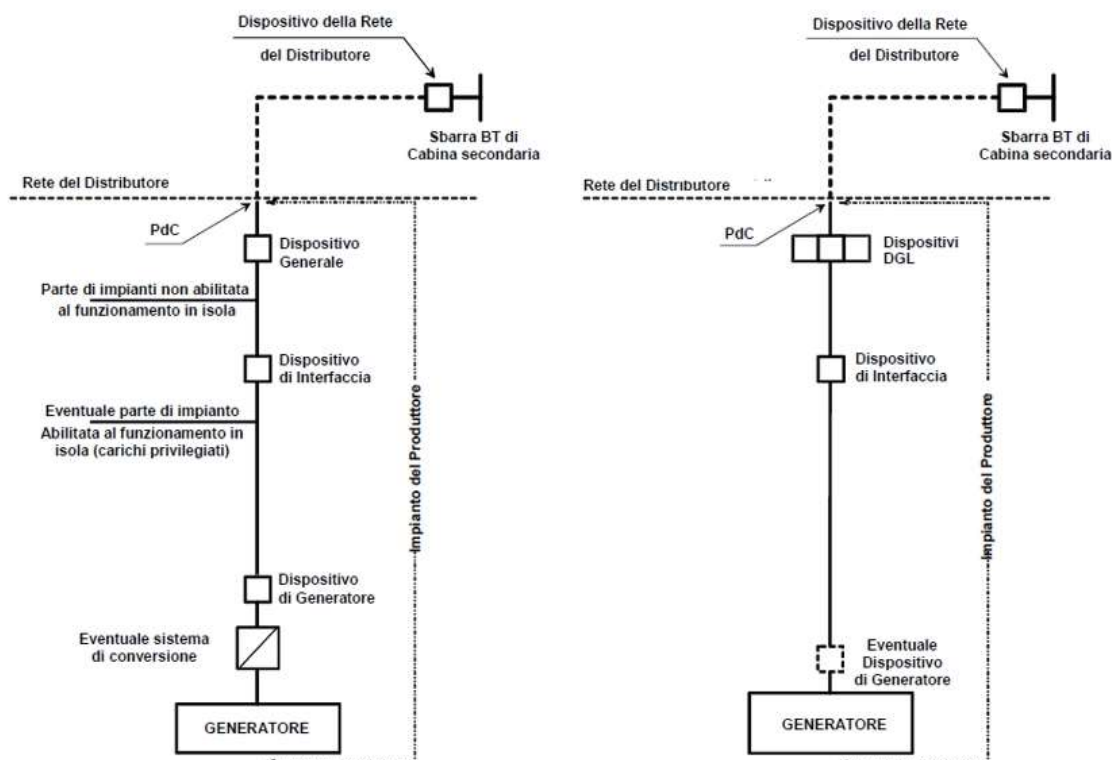 Dispositivo della Rete
del Distributore
Sbarra BT di
Cabina secondaria
Rete del Distributore
PdC
Dispositivo
Generale
Parte di impianti non abilitata
al funzionamento in isola
Dispositivo
di Interfaccia
Eventuale parte di impianto
Abilitata al funzionamento in
isola (carichi privilegiati)
Impianto del Produttore
Dispositivo
di Generatore
Eventuale sistema
di conversione
GENERATORE
Dispositivo della Rete
del Distributore
Sbarra BT di
Cabina secondaria
Rete del Distributore
PdC
Dispositivi
DGL
Dispositivo
di Interfaccia
Impianto del Produttore
Eventuale
Dispositivo
di Generatore
GENERATORE